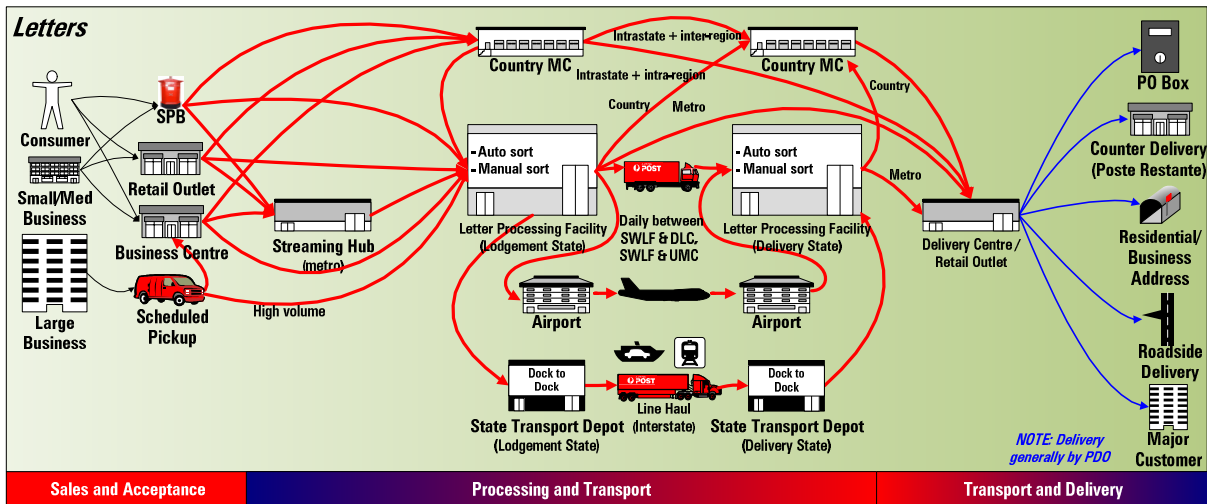 Letters
Consumer
Small/Med
Business
Large
Business
SPB
Retail Outlet
Business Centre
Scheduled
Pickup
High volume
Streaming Hub
(metro)
Country MC
Intrastate + inter-region
Intrastate + intra-region
Country
Metro
Country MC
Country
- Auto sort
- Manual sort
Letter Processing Facility
(Lodgement State)
POST
Daily between
SWLF & DLC,
SWLF & UMC
- Auto sort
- Manual sort
Letter Processing Facility
(Delivery State)
Metro
Delivery Centre /
Retail Outlet
Airport
Airport
Dock to
Dock
State Transport Depot
(Lodgement State)
POST
Line Haul
(Interstate)
Dock to
Dock
State Transport Depot
(Delivery State)
PO Box
Counter Delivery
(Poste Restante)
Residential/
Business
Address
Roadside
Delivery
Major
Customer
NOTE: Delivery
generally by PDO
Sales and Acceptance
Processing and Transport
Transport and Delivery